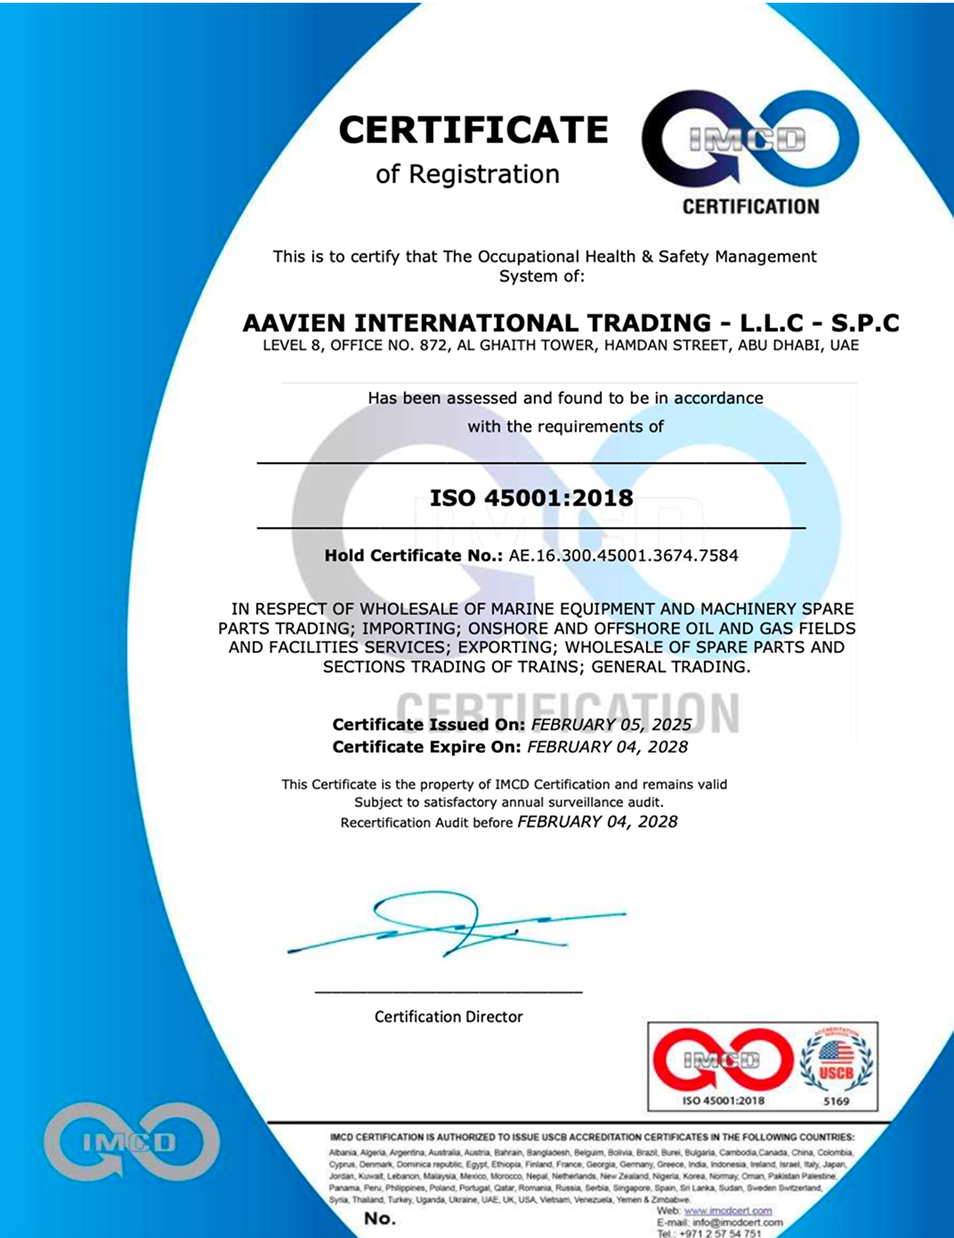 CERTIFICATE
of Registration
IMCD
CERTIFICATION
This is to certify that The Occupational Health & Safety Management
System of:
AAVIEN INTERNATIONAL TRADING - L.L.C - S.P.C
LEVEL 8, OFFICE NO. 872, AL GHAITH TOWER, HAMDAN STREET, ABU DHABI, UAE
Has been assessed and found to be in accordance
with the requirements of
ISO 45001:2018
IMCD
Hold Certificate No.: AE.16.300.45001.3674.7584
IN RESPECT OF WHOLESALE OF MARINE EQUIPMENT AND MACHINERY SPARE
PARTS TRADING; IMPORTING; ONSHORE AND OFFSHORE OIL AND GAS FIELDS
AND FACILITIES SERVICES; EXPORTING; WHOLESALE OF SPARE PARTS AND
SECTIONS TRADING OF TRAINS; GENERAL TRADING.
CERTIFICATION
Certificate Issued On: FEBRUARY 05, 2025
Certificate Expire On: FEBRUARY 04, 2028
This Certificate is the property of IMCD Certification and remains valid
Subject to satisfactory annual surveillance audit.
Recertification Audit before FEBRUARY 04, 2028
Certification Director
IMCD
ISO 45001:2018
ACCREDITATION
SERVICES
USCB
5169
IMCD
IMCD CERTIFICATION IS AUTHORIZED TO ISSUE USCB ACCREDITATION CERTIFICATES IN THE FOLLOWING COUNTRIES:
Albania, Algeria, Argentina, Australia, Austria, Bahrain, Bangladesh, Belguim, Bolivia, Brazil, Burei, Bulgaria, Cambodia,Canada, China, Colombia,
Cyprus, Denmark, Dominica republic, Egypt, Ethiopia, Finland, France, Georgia, Germany, Greece, India, Indonesia, Ireland, Israel, Italy, Japan,
Jordan, Kuwait, Lebanon, Malaysia, Mexico, Morocco, Nepal, Netherlands, New Zealand, Nigeria, Korea, Normay, Oman, Pakistan Palestine,
Panama, Peru, Philippines, Poland, Portugal, Qatar, Romania, Russia, Serbia, Singapore, Spain, Sri Lanka, Sudan, Sweden Switzerland,
Syria, Thailand, Turkey, Uganda, Ukraine, UAE, UK, USA, Vietnam, Venezuela, Yemen & Zimbabwe.
No.
Web: www.imcdcert.com
E-mail: info@imcdcert.com
Tel.: +971 2 57 54 751